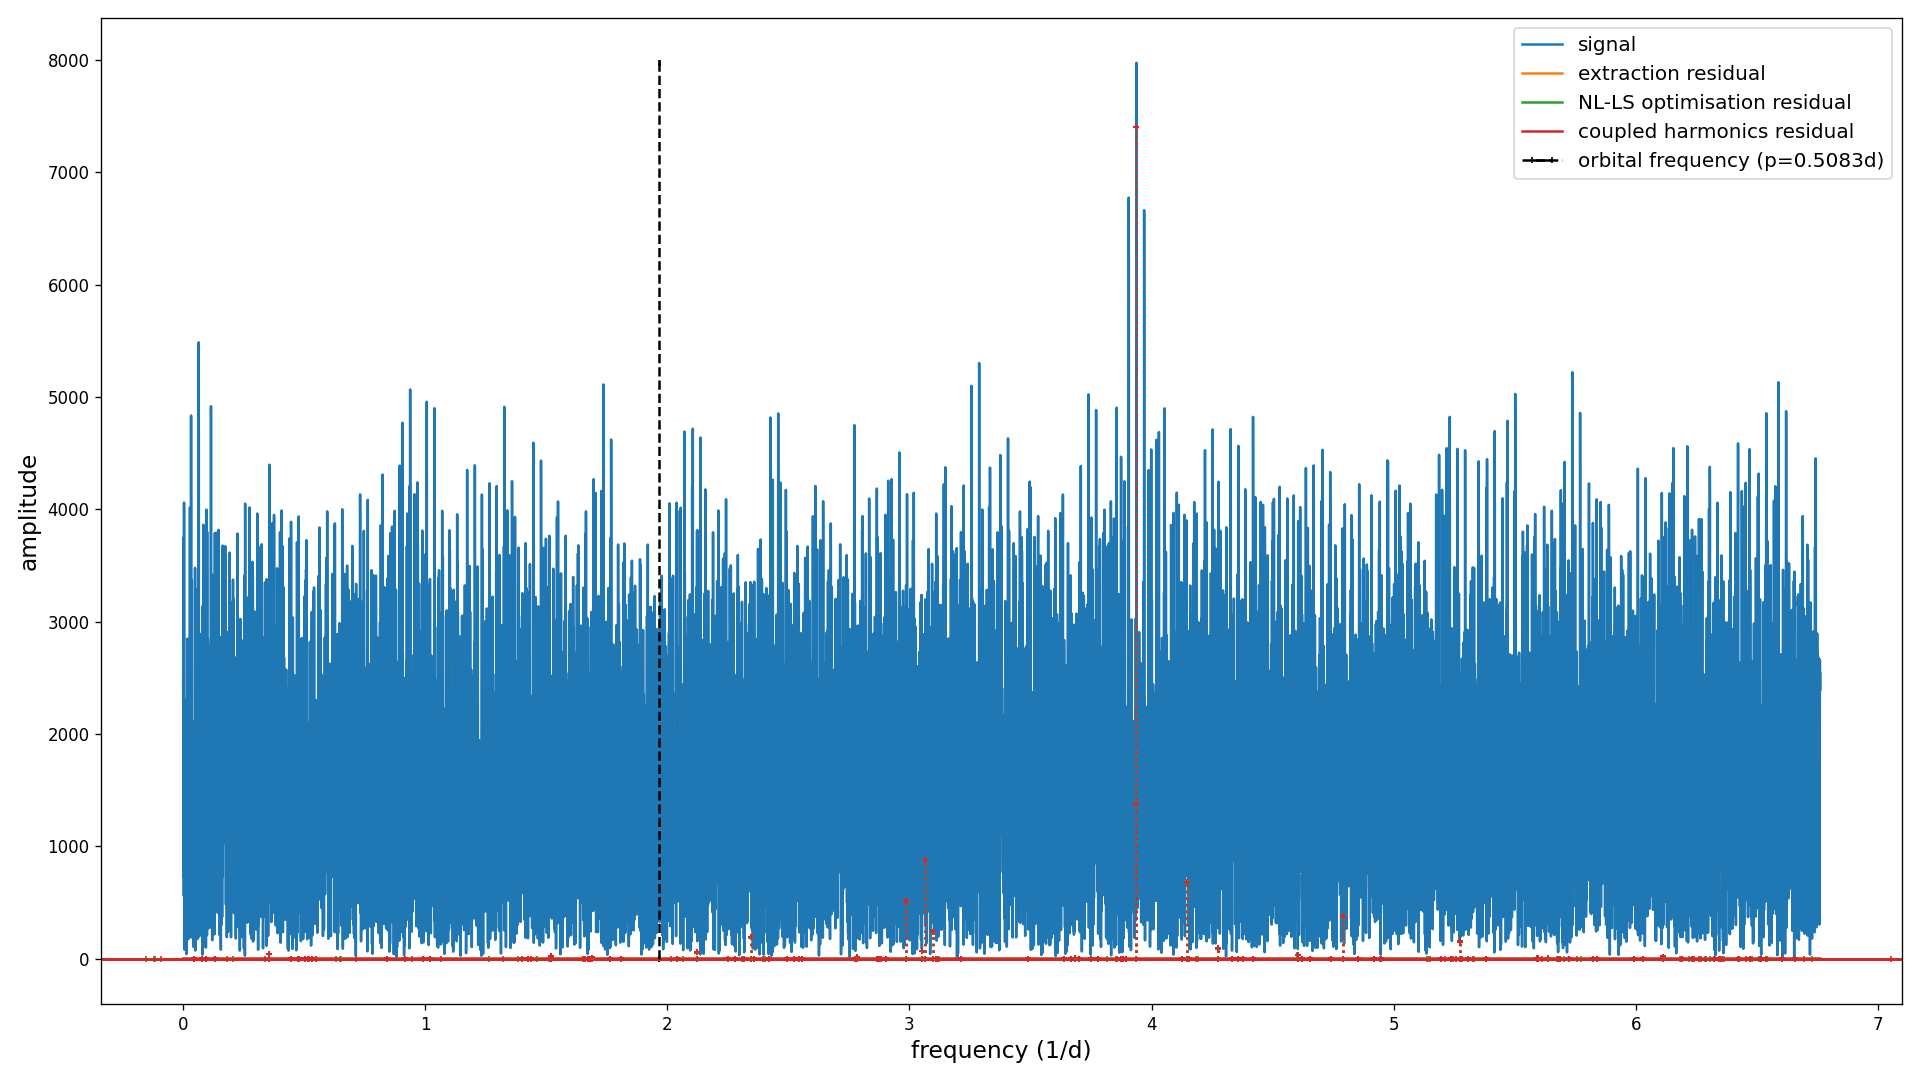 8000
7000
6000
5000
4000
3000
2000
1000
0
amplitude
0 1 2 3 4 5 6 7
frequency (1/d)
signal
extraction residual
NL-LS optimisation residual
coupled harmonics residual
orbital frequency (p=0.5083d)